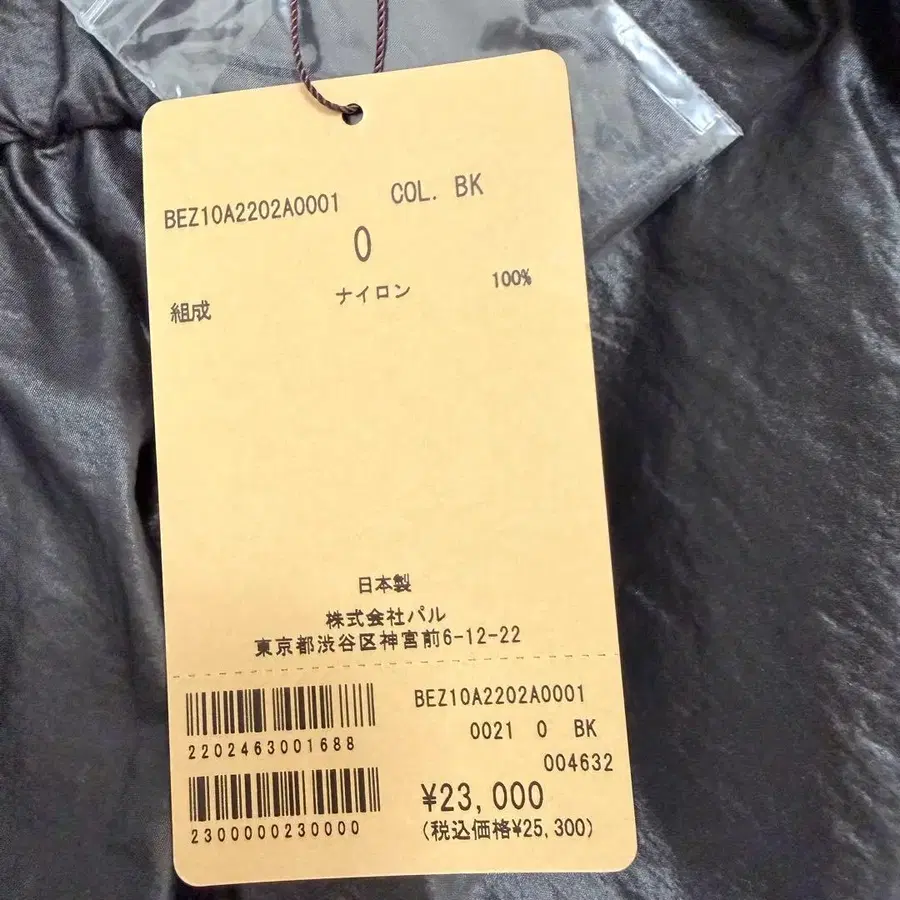 BEZ10A2202A0001 COL. BK
0
組成 ナイロン 100%
日本製
株式会社パル
東京都渋谷区神宮前6-12-22
BEZ10A2202A0001
0021 0 BK
2202463001688
004632
¥23,000
2300000230000
(税込価格¥25,300)